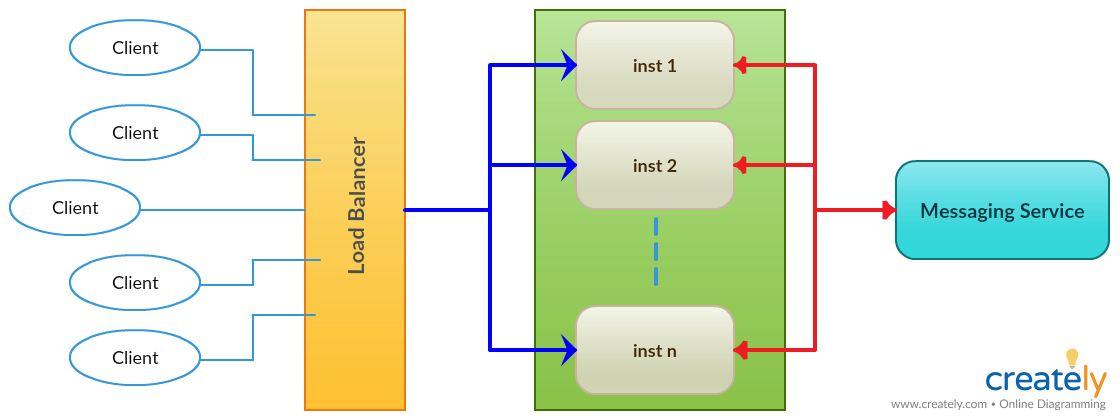 Client
Client
Client
Client
Client
Load Balancer
inst 1
inst 2
inst n
Messaging Service
creately
www.creately.com • Online Diagramming